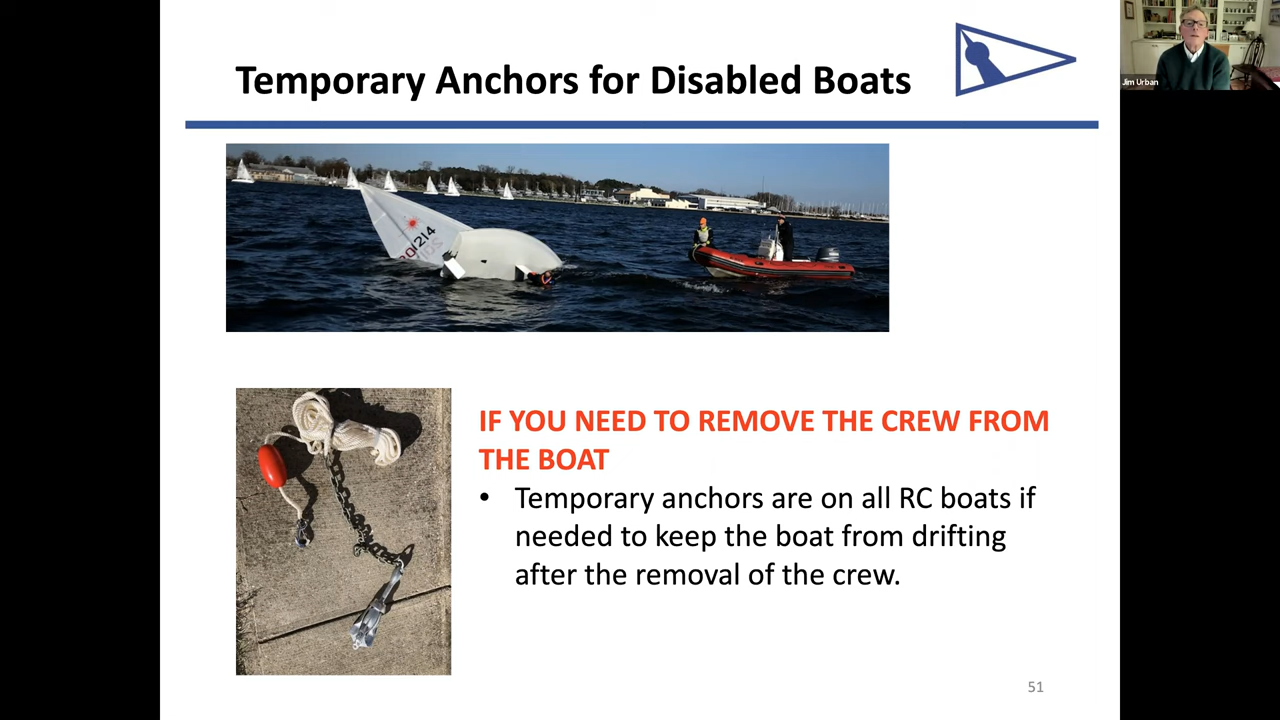 Temporary Anchors for Disabled Boats
Jim Urban
IF YOU NEED TO REMOVE THE CREW FROM
THE BOAT
• Temporary anchors are on all RC boats if
needed to keep the boat from drifting
after the removal of the crew.
51